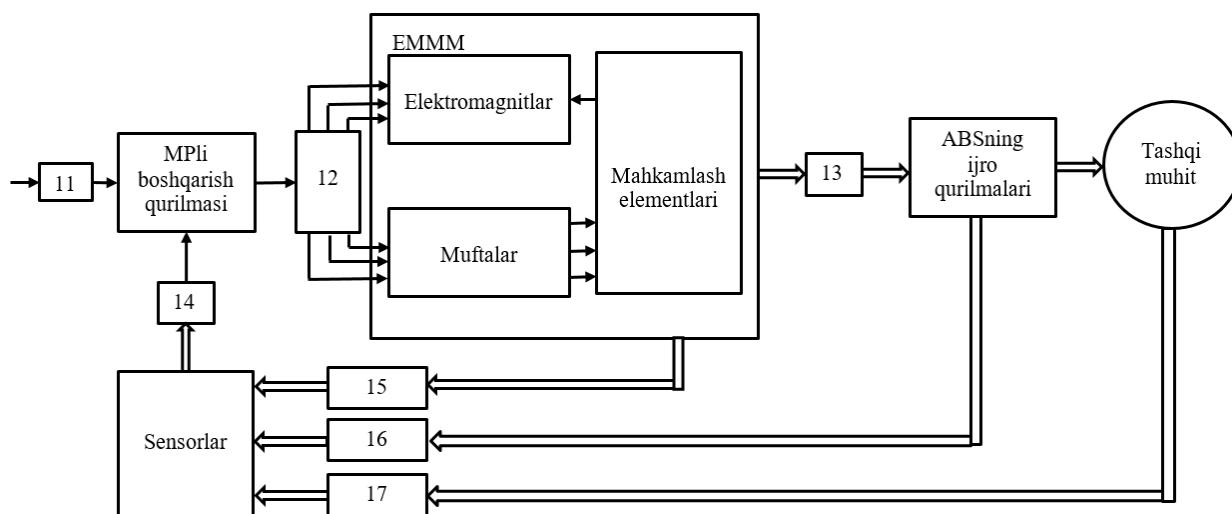 EMMM
Elektromagnitlar
Mahkamlash
elementlari
Muftalar
11
MPli
boshqarish
qurilmasi
12
13
ABSning
ijro
qurilmalari
Tashqi
muhit
14
Sensorlar
15
16
17